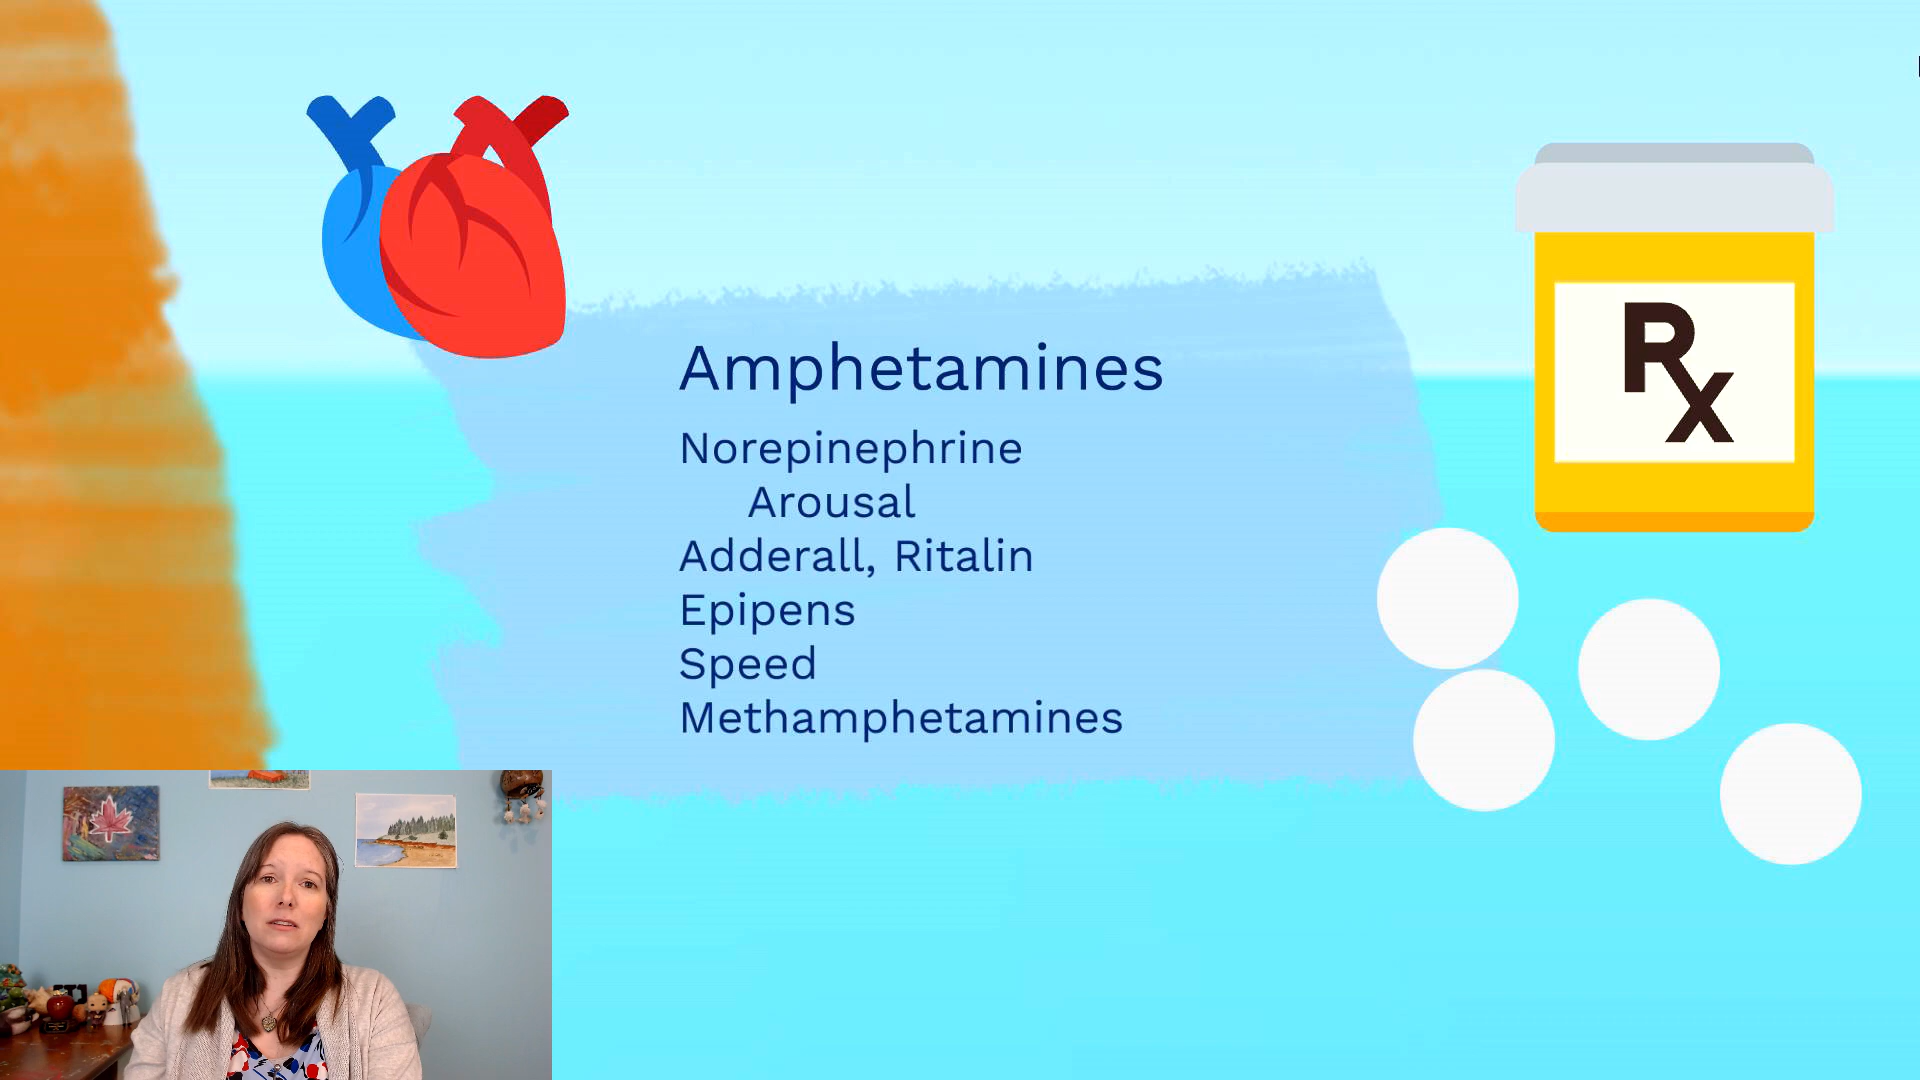 Amphetamines
Norepinephrine
Arousal
Adderall, Ritalin
Epipens
Speed
Methamphetamines
Rx